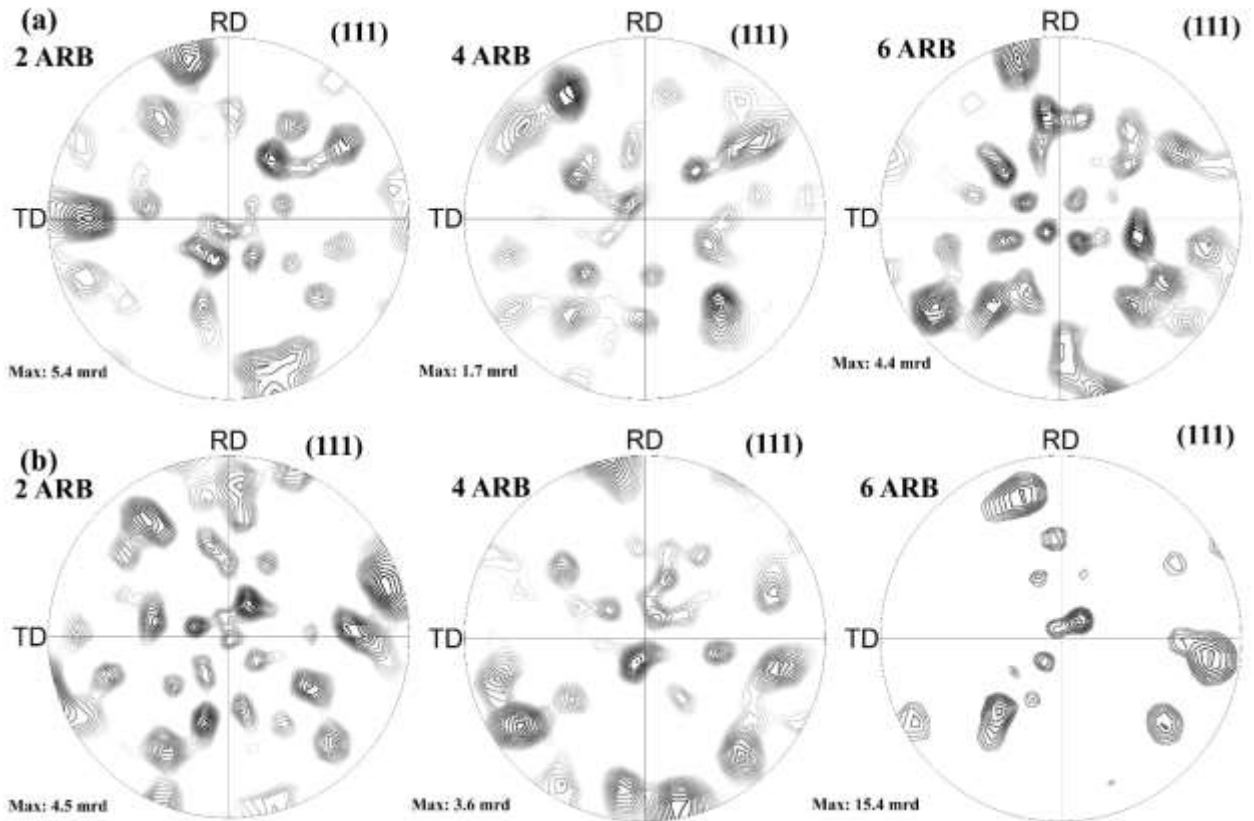 (a)
2 ARB
RD
(111)
TD
Max: 5.4 mrd
4 ARB
RD
(111)
TD
Max: 1.7 mrd
6 ARB
RD
(111)
TD
Max: 4.4 mrd
(b)
2 ARB
RD
(111)
TD
Max: 4.5 mrd
4 ARB
RD
(111)
TD
Max: 3.6 mrd
6 ARB
RD
(111)
TD
Max: 15.4 mrd